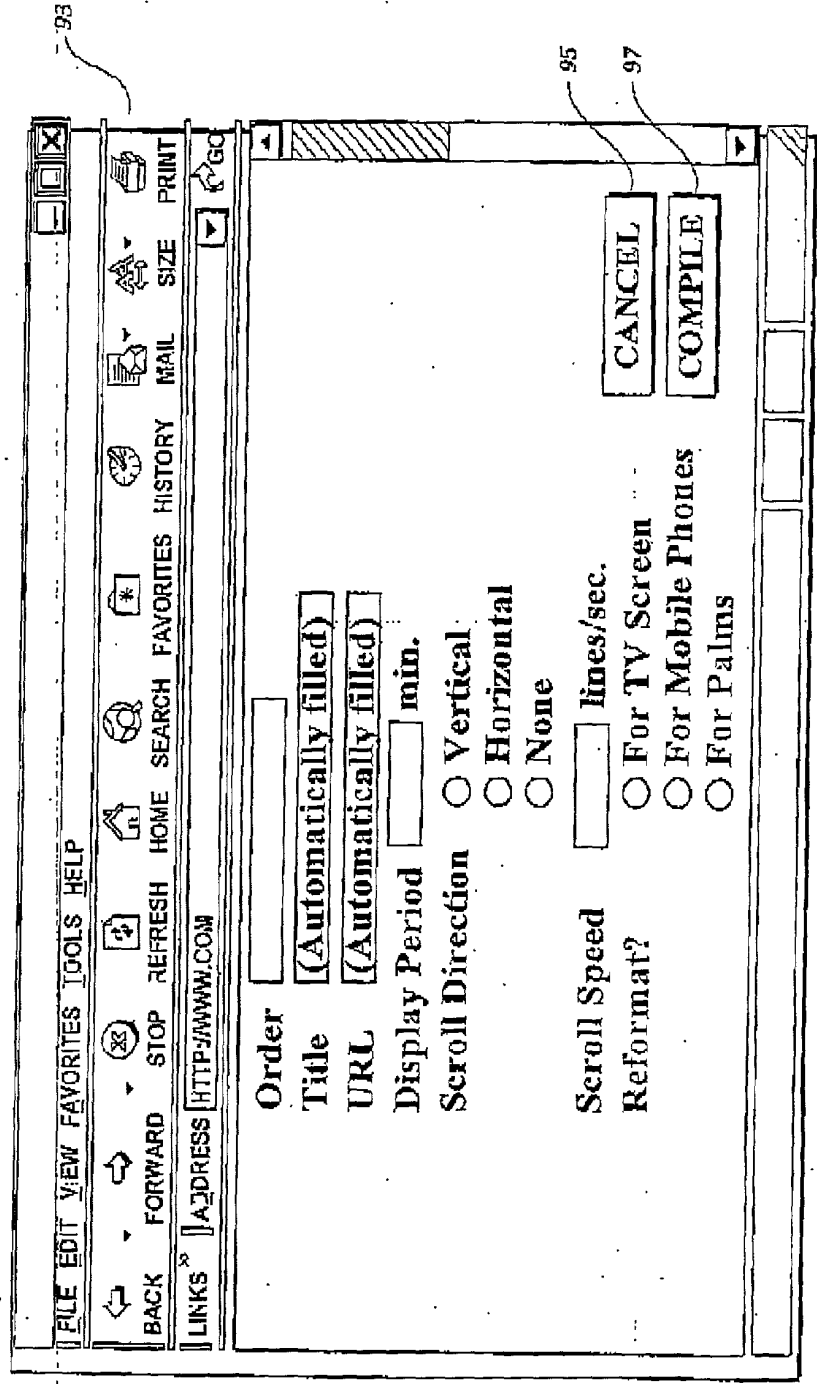 93
FILE EDIT VIEW FAVORITES TOOLS HELP
BACK FORWARD STOP REFRESH HOME SEARCH FAVORITES HISTORY MAIL SIZE PRINT
LINKS » ADDRESS HTTP://WWW.COM GO
Order
Title (Automatically filled)
URL (Automatically filled)
Display Period min.
Scroll Direction Vertical
Horizontal
None
Scroll Speed lines/sec.
Reformat? For TV Screen
For Mobile Phones
For Palms
CANCEL 95
COMPILE 97